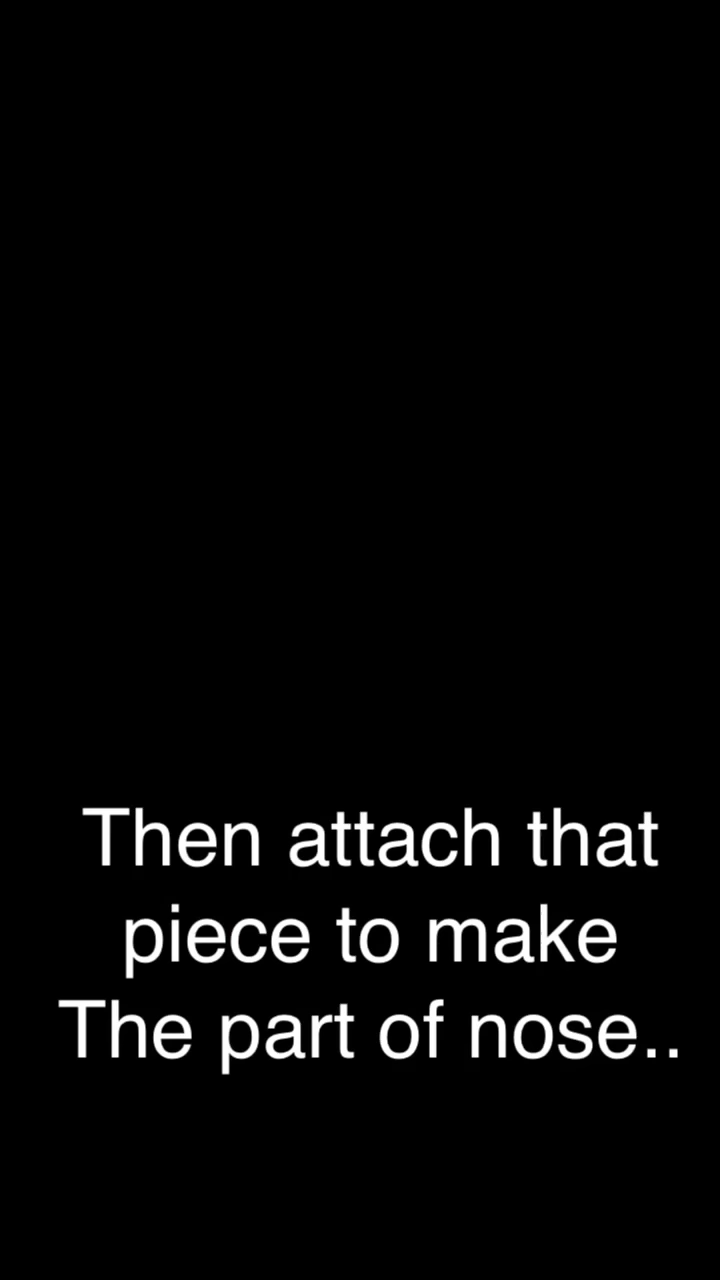 Then attach that
piece to make
The part of nose..